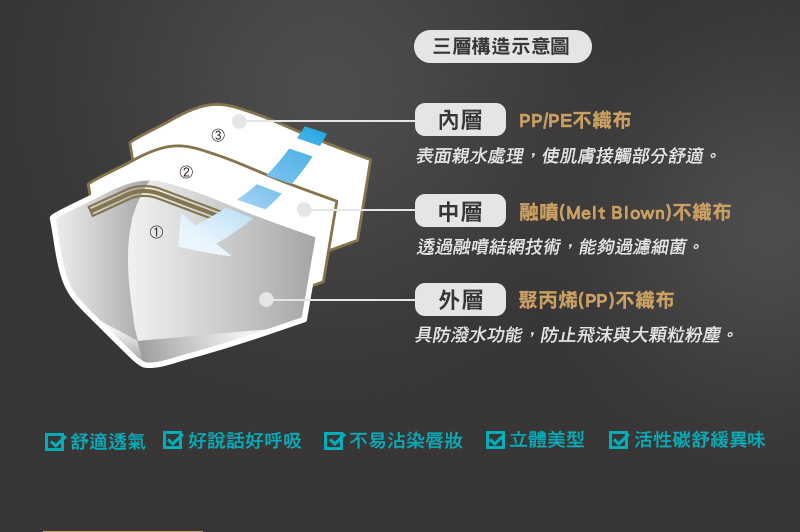 三層構造示意圖
③
內層 PP/PE不織布
表面親水處理，使肌膚接觸部分舒適。
②
中層 融噴(Melt Blown)不織布
①
透過融噴結網技術，能夠過濾細菌。
外層 聚丙烯(PP)不織布
具防潑水功能，防止飛沫與大顆粒粉塵。
舒適透氣 好說話好呼吸 不易沾染唇妝 立體美型 活性碳舒緩異味